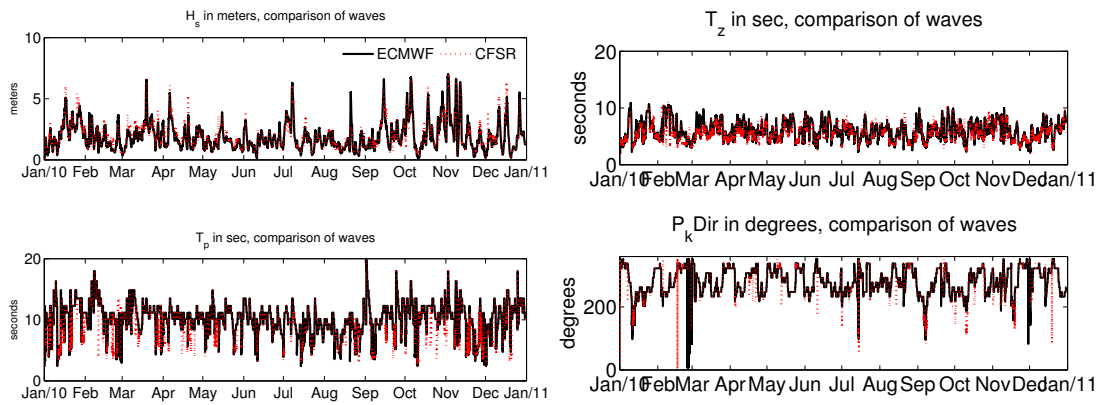 H_s in meters, comparison of waves
10
5
0
meters
ECMWF CFSR
Jan/10 Feb Mar Apr May Jun Jul Aug Sep Oct Nov Dec Jan/11
T_z in sec, comparison of waves
20
10
0
seconds
Jan/10 Feb Mar Apr May Jun Jul Aug Sep Oct Nov Dec Jan/11
T_p in sec, comparison of waves
20
10
0
seconds
Jan/10 Feb Mar Apr May Jun Jul Aug Sep Oct Nov Dec Jan/11
P_kDir in degrees, comparison of waves
200
0
degrees
Jan/10 Feb Mar Apr May Jun Jul Aug Sep Oct Nov Dec Jan/11